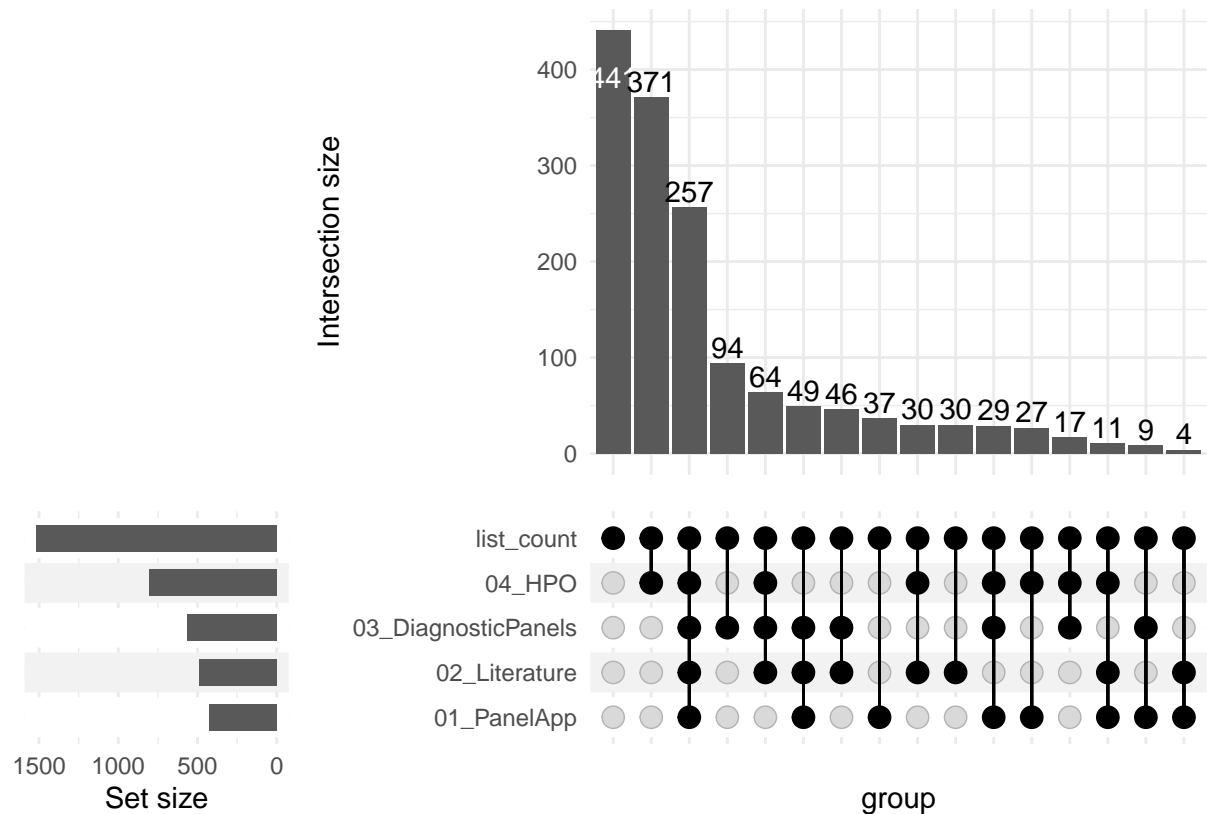 Intersection size
400
300
200
100
0
441
371
257
94
64
49
46
37
30
30
29
27
17
11
9
4
list_count
04_HPO
03_DiagnosticPanels
02_Literature
01_PanelApp
1500 1000 500 0
Set size
group